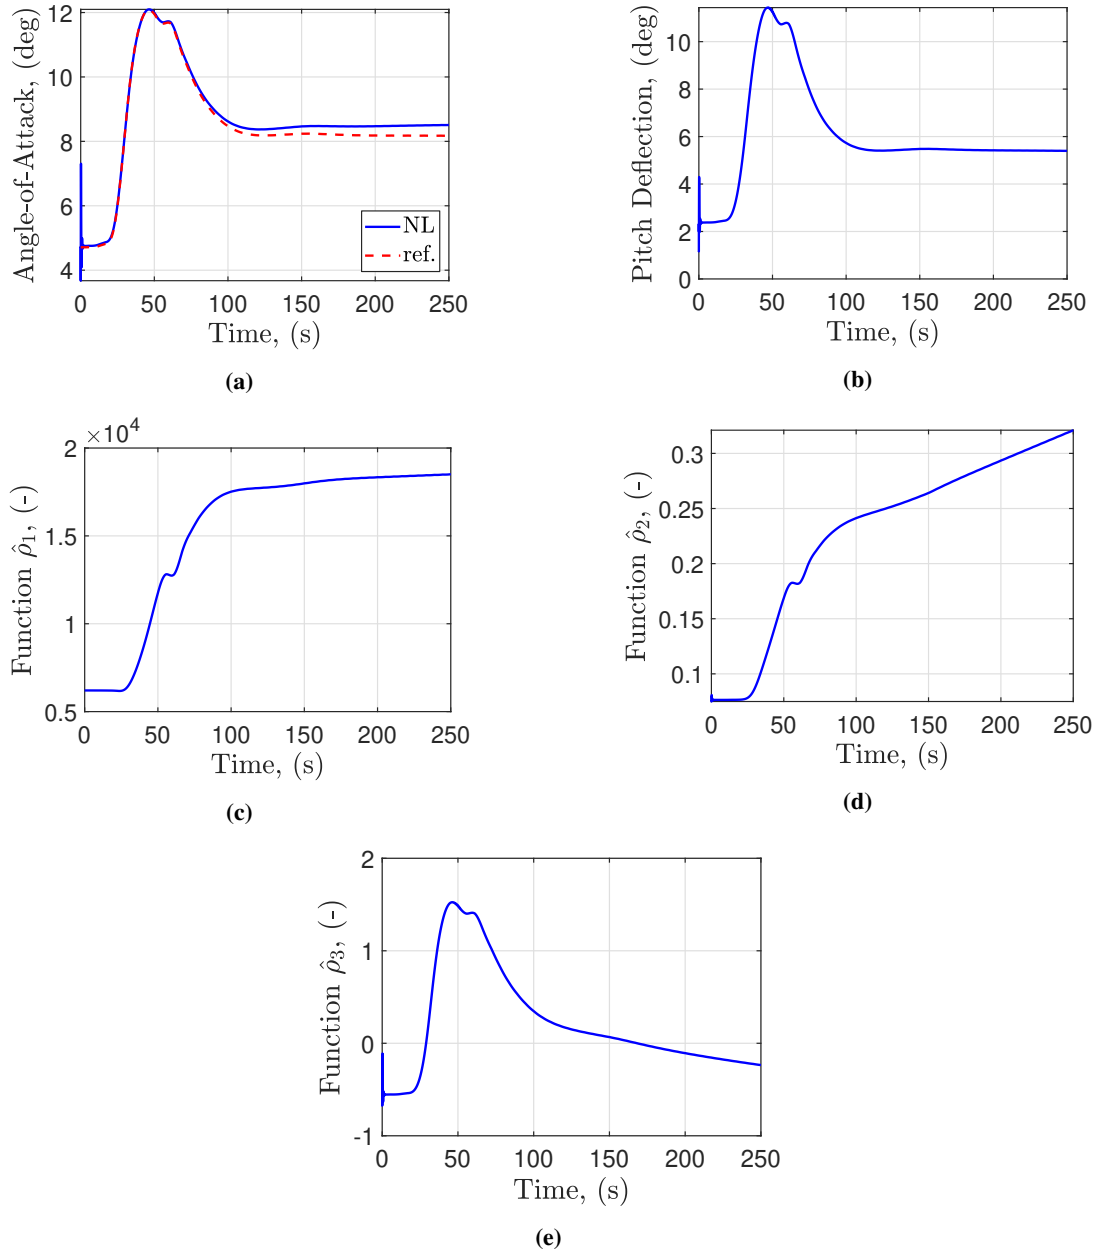 Angle-of-Attack, (deg)
12
10
8
6
4
NL
ref.
0 50 100 150 200 250
Time, (s)
(a)
Pitch Deflection, (deg)
10
8
6
4
2
0
0 50 100 150 200 250
Time, (s)
(b)
Function ρ̂₁, (-)
×10⁴
2
1.5
1
0.5
0 50 100 150 200 250
Time, (s)
(c)
Function ρ̂₂, (-)
0.3
0.25
0.2
0.15
0.1
0 50 100 150 200 250
Time, (s)
(d)
Function ρ̂₃, (-)
2
1
0
-1
0 50 100 150 200 250
Time, (s)
(e)